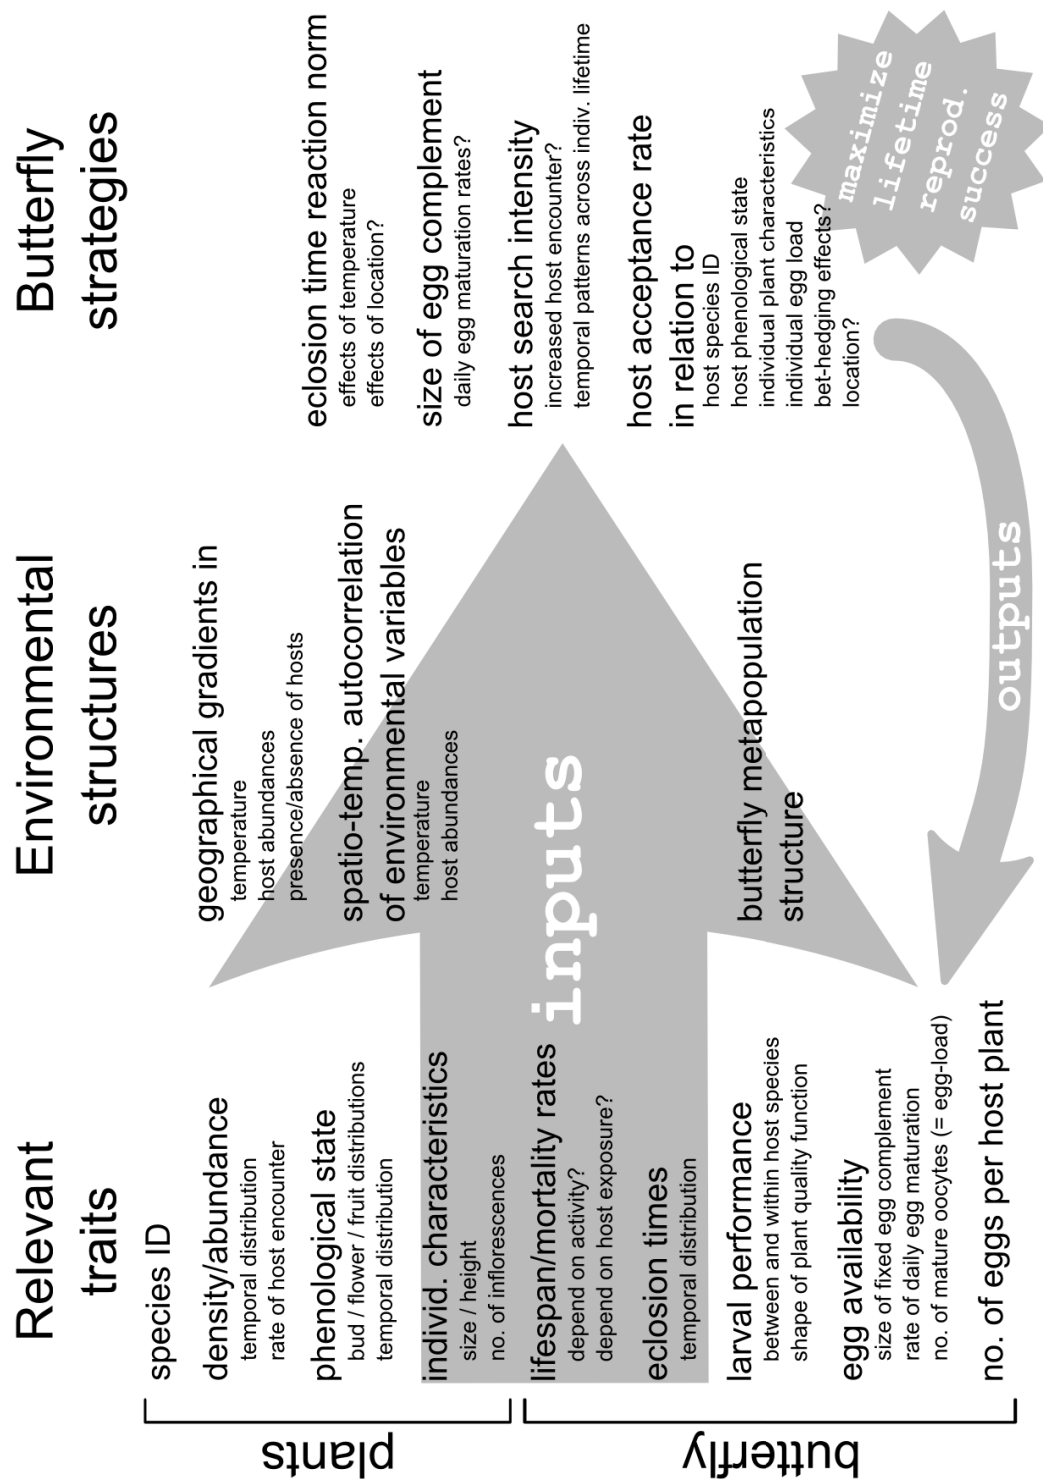 Relevant
traits
Environmental
structures
Butterfly
strategies
plants
species ID
density/abundance
temporal distribution
rate of host encounter
phenological state
bud / flower / fruit distributions
temporal distribution
individ. characteristics
size / height
no. of inflorescences
butterfly
lifespan/mortality rates
depend on activity?
depend on host exposure?
eclosion times
temporal distribution
larval performance
between and within host species
shape of plant quality function
egg availability
size of fixed egg complement
rate of daily egg maturation
no. of mature oocytes (= egg-load)
no. of eggs per host plant
geographical gradients in
temperature
host abundances
presence/absence of hosts
spatio-temp. autocorrelation
of environmental variables
temperature
host abundances
inputs
butterfly metapopulation
structure
eclosion time reaction norm
effects of temperature
effects of location?
size of egg complement
daily egg maturation rates?
host search intensity
increased host encounter?
temporal patterns across indiv. lifetime
host acceptance rate
in relation to
host species ID
host phenological state
individual plant characteristics
individual egg load
bet-hedging effects?
location?
maximize
lifetime
reprod.
success
outputs